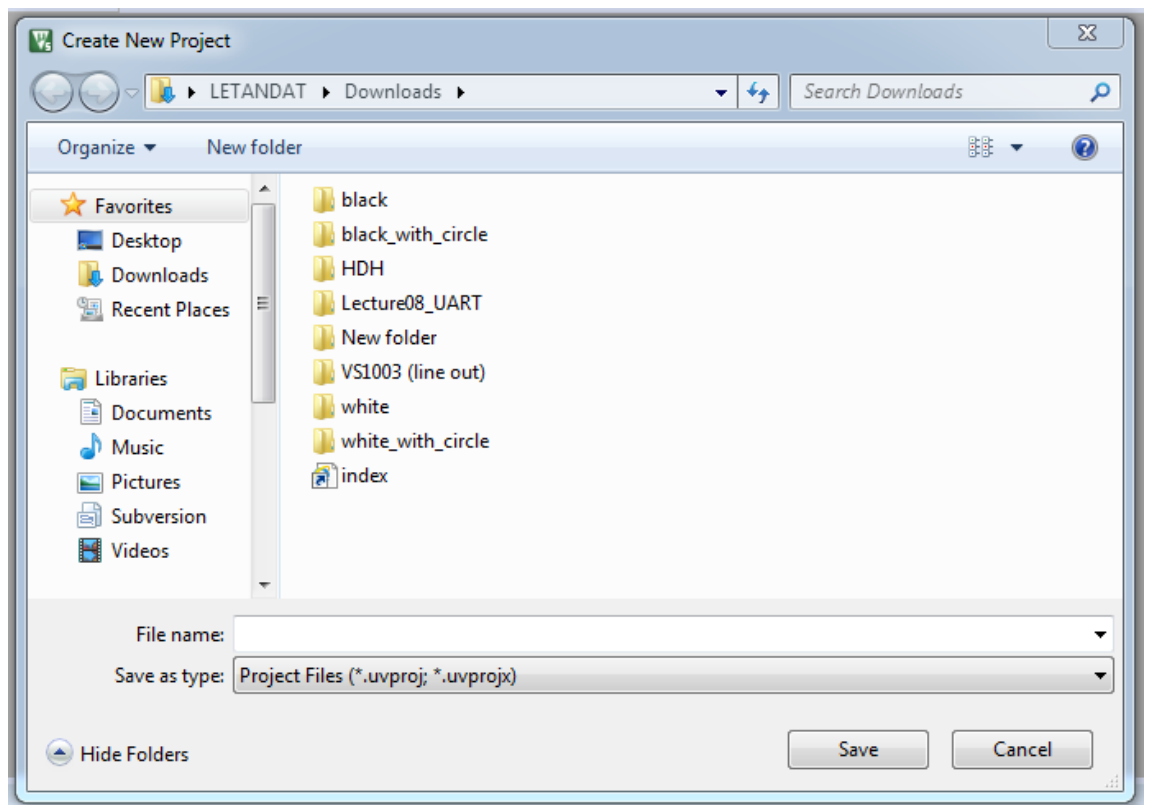 Create New Project
LETANDAT Downloads
Search Downloads
Organize New folder
Favorites
Desktop
Downloads
Recent Places
Libraries
Documents
Music
Pictures
Subversion
Videos
black
black_with_circle
HDH
Lecture08_UART
New folder
VS1003 (line out)
white
white_with_circle
index
File name:
Save as type: Project Files (*.uvproj; *.uvprojx)
Hide Folders
Save Cancel